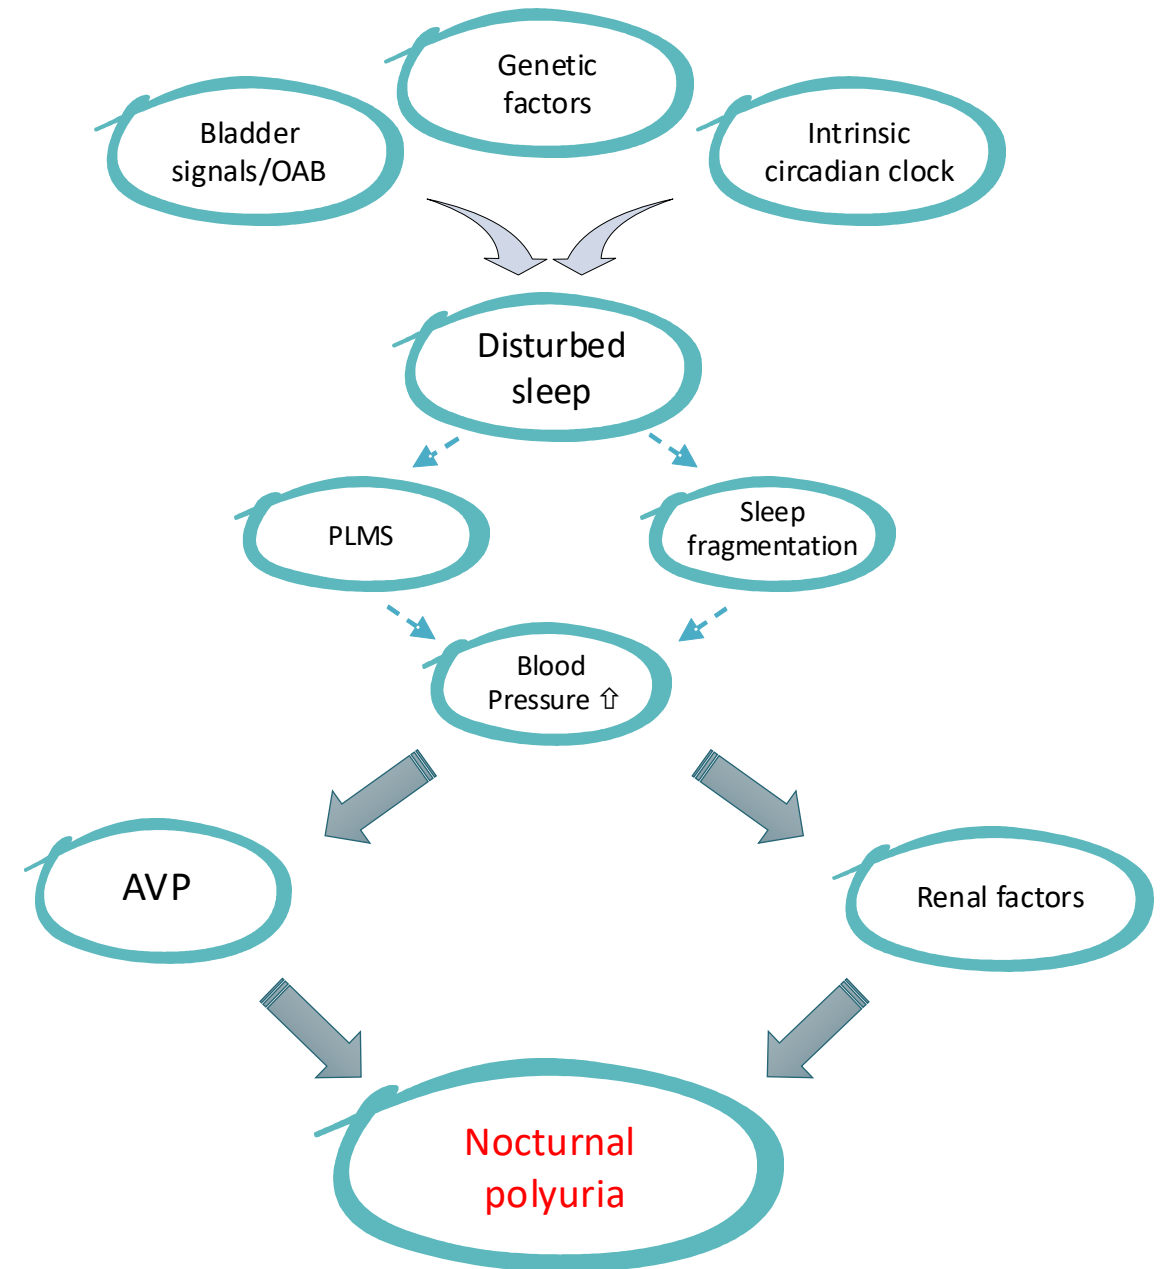 Genetic
factors
Bladder
signals/OAB
Intrinsic
circadian clock
Disturbed
sleep
PLMS
Sleep
fragmentation
Blood
Pressure ⇧
AVP
Renal factors
Nocturnal
polyuria